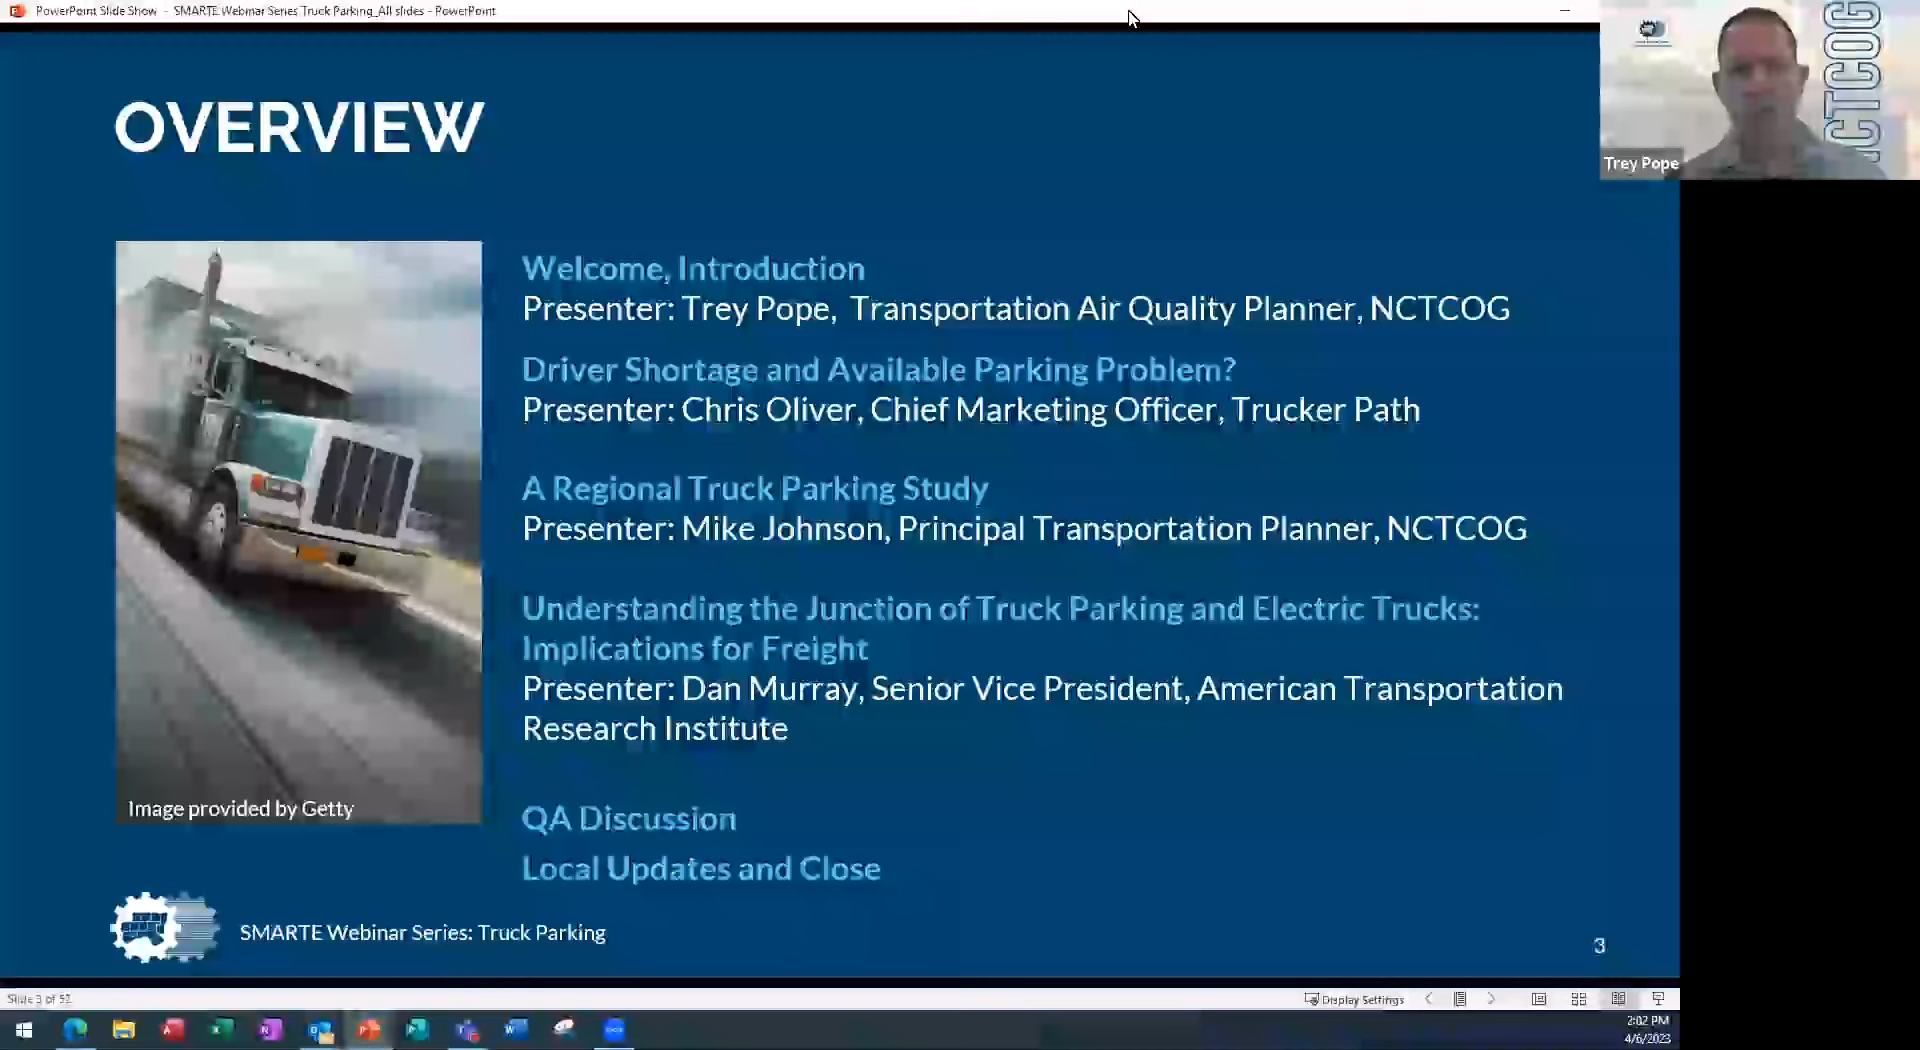 PowerPoint Slide Show - SMARTE Webinar Series Truck Parking_All slides - PowerPoint
NCTCOG
Trey Pope
OVERVIEW
Welcome, Introduction
Presenter: Trey Pope, Transportation Air Quality Planner, NCTCOG
Driver Shortage and Available Parking Problem?
Presenter: Chris Oliver, Chief Marketing Officer, Trucker Path
A Regional Truck Parking Study
Presenter: Mike Johnson, Principal Transportation Planner, NCTCOG
Understanding the Junction of Truck Parking and Electric Trucks:
Implications for Freight
Presenter: Dan Murray, Senior Vice President, American Transportation
Research Institute
QA Discussion
Local Updates and Close
Image provided by Getty
SMARTE Webinar Series: Truck Parking
3
Slide 3 of 52
Display Settings
2:02 PM
4/6/2023